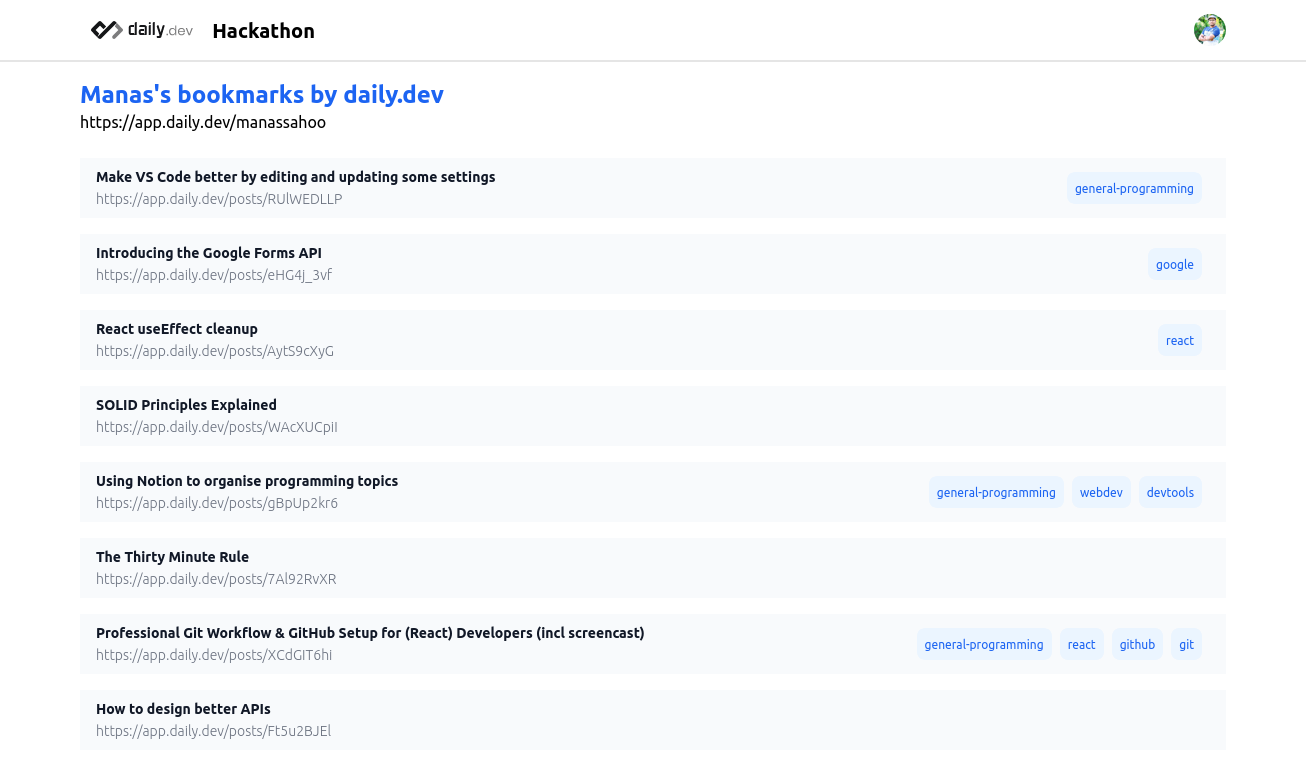 daily.dev Hackathon
Manas's bookmarks by daily.dev
https://app.daily.dev/manassahoo
Make VS Code better by editing and updating some settings
https://app.daily.dev/posts/RUlWEDLLP
general-programming
Introducing the Google Forms API
https://app.daily.dev/posts/eHG4j_3vf
google
React useEffect cleanup
https://app.daily.dev/posts/AytS9cXyG
react
SOLID Principles Explained
https://app.daily.dev/posts/WAcXUCpiI
Using Notion to organise programming topics
https://app.daily.dev/posts/gBpUp2kr6
general-programming webdev devtools
The Thirty Minute Rule
https://app.daily.dev/posts/7Al92RvXR
Professional Git Workflow & GitHub Setup for (React) Developers (incl screencast)
https://app.daily.dev/posts/XCdGIT6hi
general-programming react github git
How to design better APIs
https://app.daily.dev/posts/Ft5u2BJEl